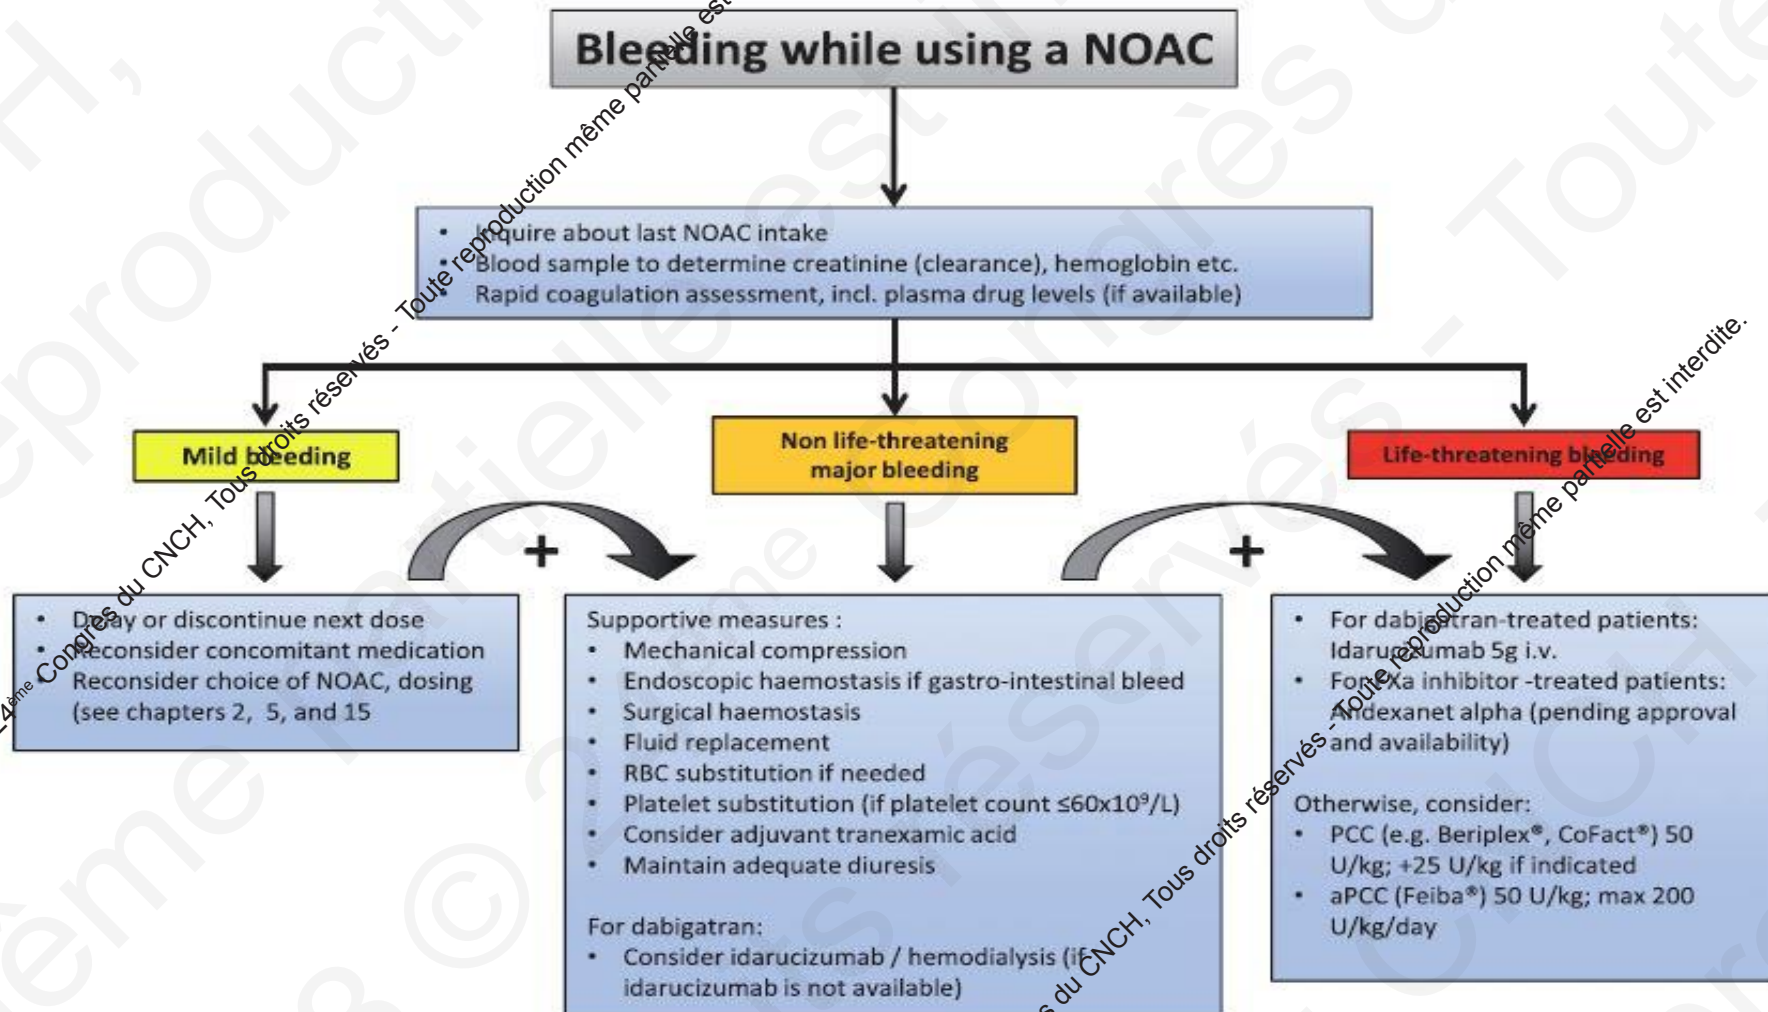 Bleeding while using a NOAC
• Inquire about last NOAC intake
• Blood sample to determine creatinine (clearance), hemoglobin etc.
• Rapid coagulation assessment, incl. plasma drug levels (if available)
Mild bleeding
Non life-threatening
major bleeding
Life-threatening bleeding
+
+
• Delay or discontinue next dose
• Reconsider concomitant medication
• Reconsider choice of NOAC, dosing
(see chapters 2, 5, and 15
Supportive measures :
• Mechanical compression
• Endoscopic haemostasis if gastro-intestinal bleed
• Surgical haemostasis
• Fluid replacement
• RBC substitution if needed
• Platelet substitution (if platelet count ≤60x10⁹/L)
• Consider adjuvant tranexamic acid
• Maintain adequate diuresis
For dabigatran:
• Consider idarucizumab / hemodialysis (if
idarucizumab is not available)
• For dabigatran-treated patients:
Idarucizumab 5g i.v.
• For FXa inhibitor -treated patients:
Andexanet alpha (pending approval
and availability)
Otherwise, consider:
• PCC (e.g. Beriplex®, CoFact®) 50
U/kg; +25 U/kg if indicated
• aPCC (Feiba®) 50 U/kg; max 200
U/kg/day
Congrès du CNCH, Tous droits réservés - Toute reproduction même partielle est
du CNCH, Tous droits réservés - Toute reproduction même partielle est interdite.